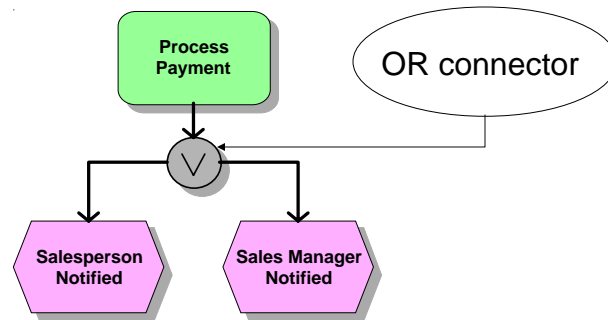 Process
Payment
OR connector
V
Salesperson
Notified
Sales Manager
Notified